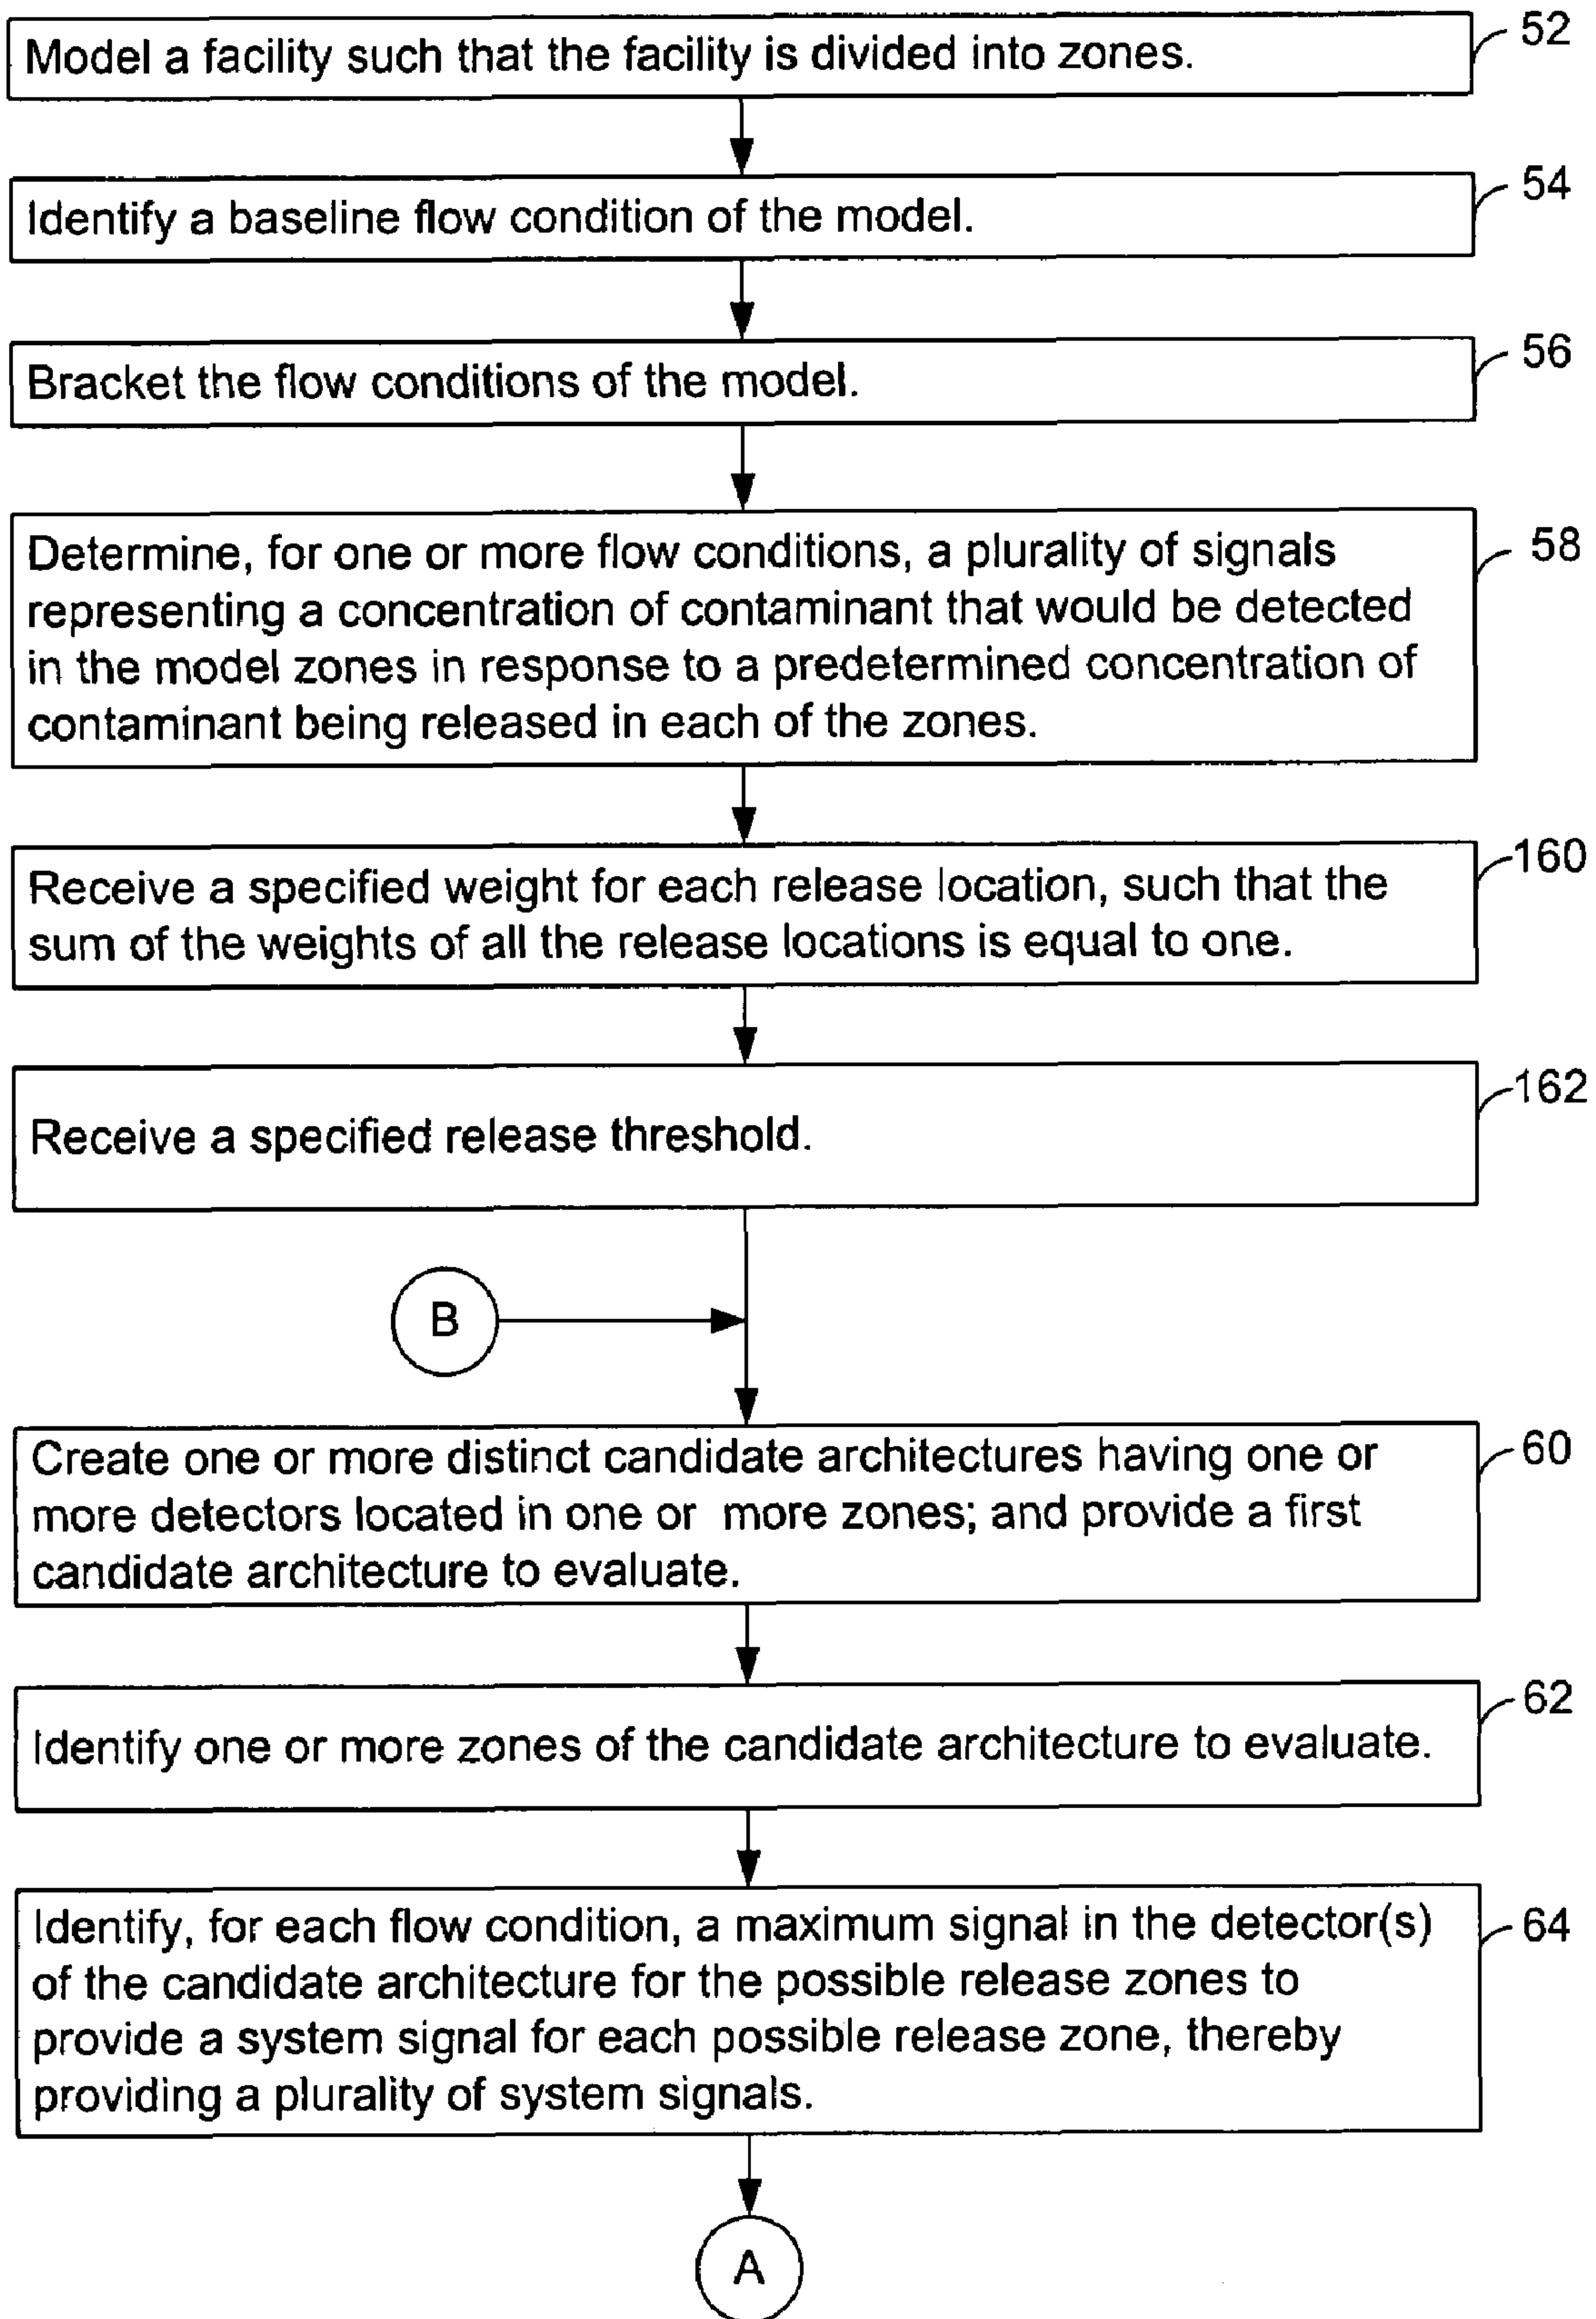 Model a facility such that the facility is divided into zones.
52
Identify a baseline flow condition of the model.
54
Bracket the flow conditions of the model.
56
Determine, for one or more flow conditions, a plurality of signals
representing a concentration of contaminant that would be detected
in the model zones in response to a predetermined concentration of
contaminant being released in each of the zones.
58
Receive a specified weight for each release location, such that the
sum of the weights of all the release locations is equal to one.
160
Receive a specified release threshold.
162
B
Create one or more distinct candidate architectures having one or
more detectors located in one or more zones; and provide a first
candidate architecture to evaluate.
60
Identify one or more zones of the candidate architecture to evaluate.
62
Identify, for each flow condition, a maximum signal in the detector(s)
of the candidate architecture for the possible release zones to
provide a system signal for each possible release zone, thereby
providing a plurality of system signals.
64
A